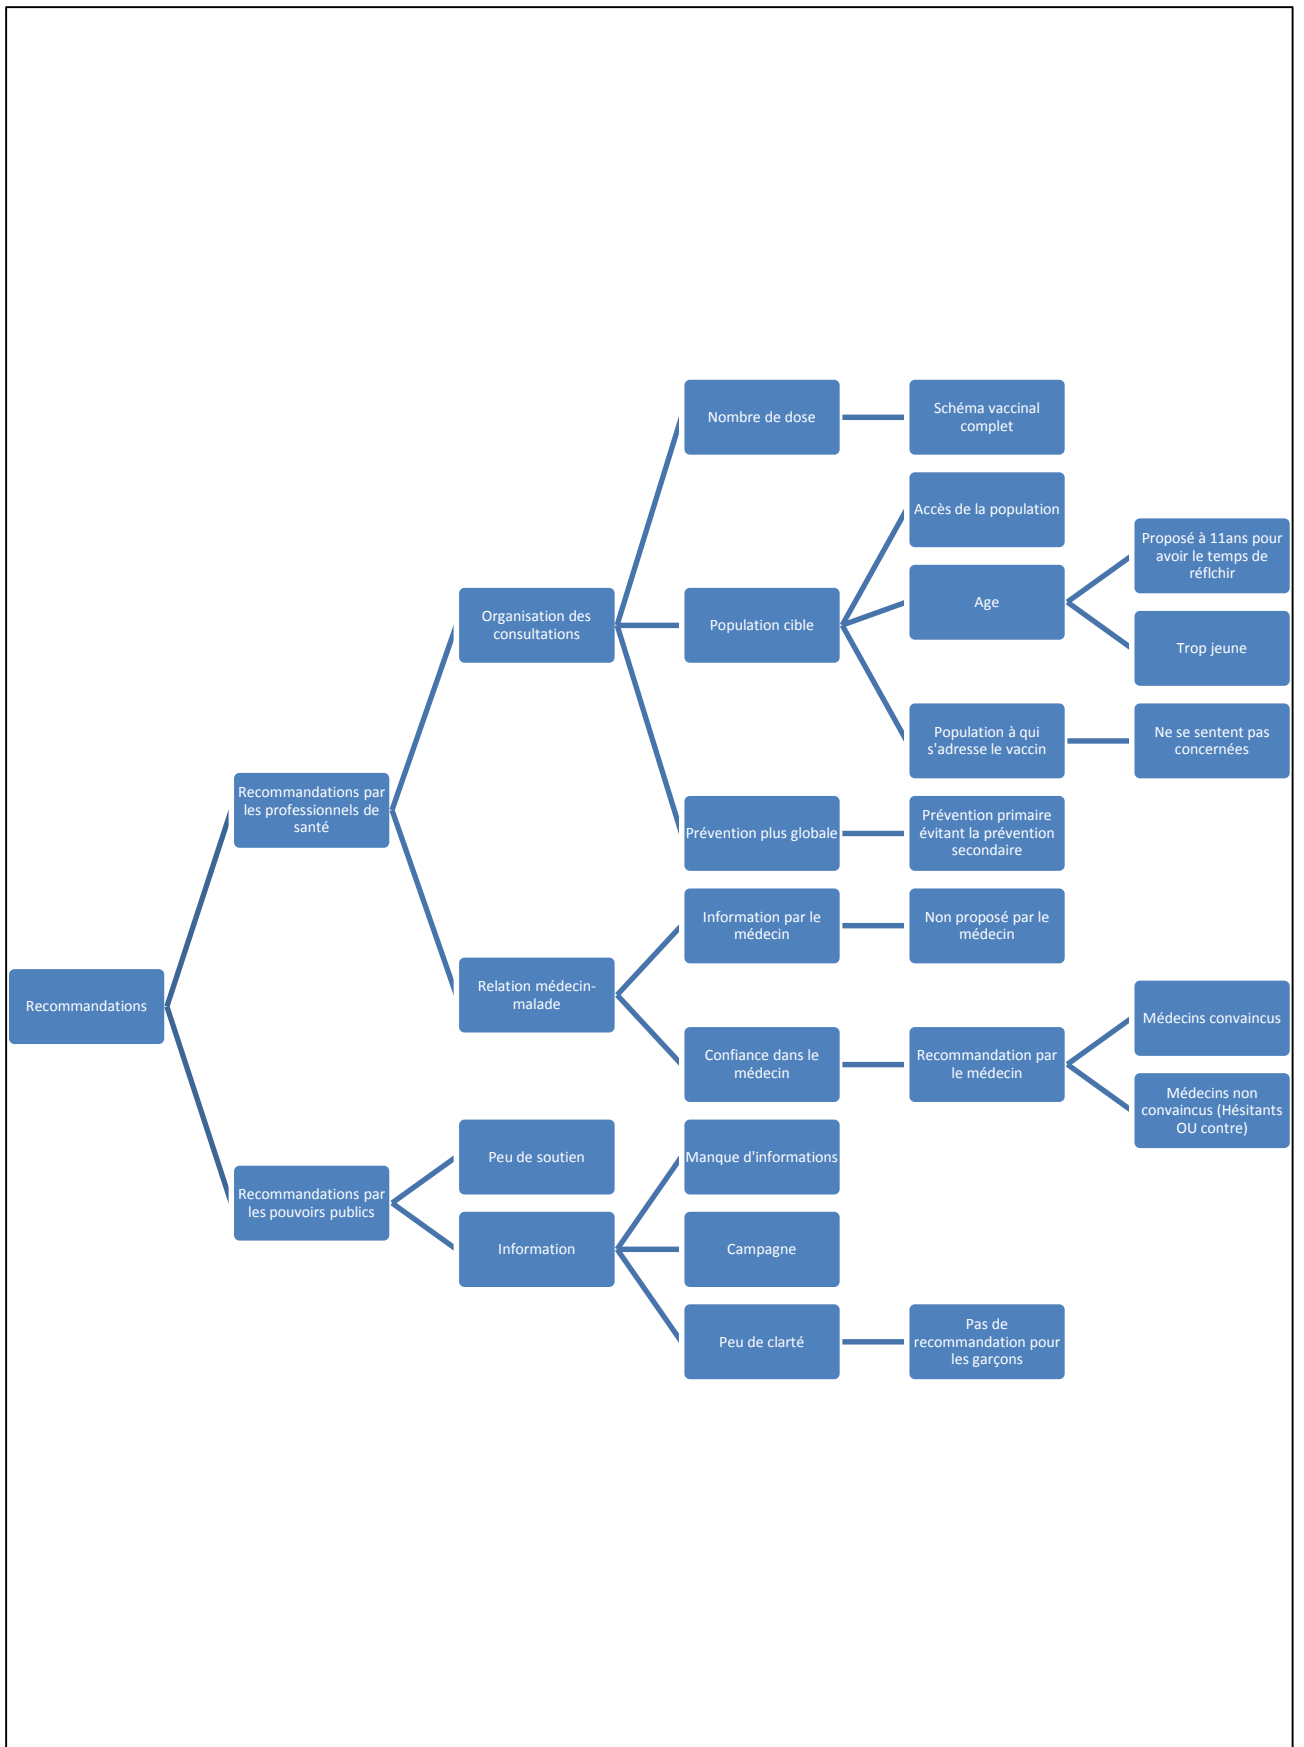 Nombre de dose
Schéma vaccinal
complet
Accès de la population
Proposé à 11ans pour
avoir le temps de
réflchir
Age
Organisation des
consultations
Population cible
Trop jeune
Population à qui
s'adresse le vaccin
Ne se sentent pas
concernées
Recommandations par
les professionnels de
santé
Prévention plus globale
Prévention primaire
évitant la prévention
secondaire
Information par le
médecin
Non proposé par le
médecin
Recommandations
Relation médecin-
malade
Médecins convaincus
Confiance dans le
médecin
Recommandation par
le médecin
Médecins non
convaincus (Hésitants
OU contre)
Peu de soutien
Manque d'informations
Recommandations par
les pouvoirs publics
Information
Campagne
Peu de clarté
Pas de
recommandation pour
les garçons